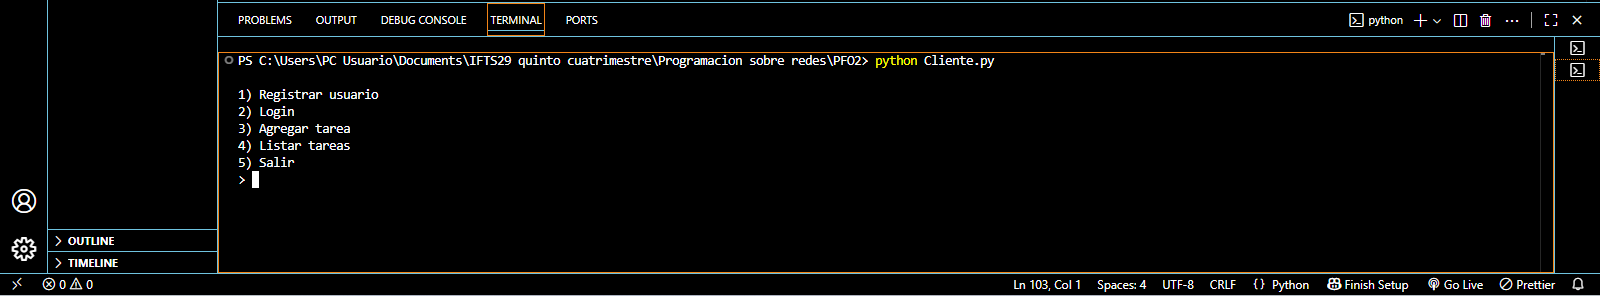 PROBLEMS OUTPUT DEBUG CONSOLE TERMINAL PORTS python
PS C:\Users\PC Usuario\Documents\IFTS29 quinto cuatrimestre\Programacion sobre redes\PFO2> python Cliente.py
1) Registrar usuario
2) Login
3) Agregar tarea
4) Listar tareas
5) Salir
>
OUTLINE
TIMELINE
0 0 Ln 103, Col 1 Spaces: 4 UTF-8 CRLF {} Python Finish Setup Go Live Prettier